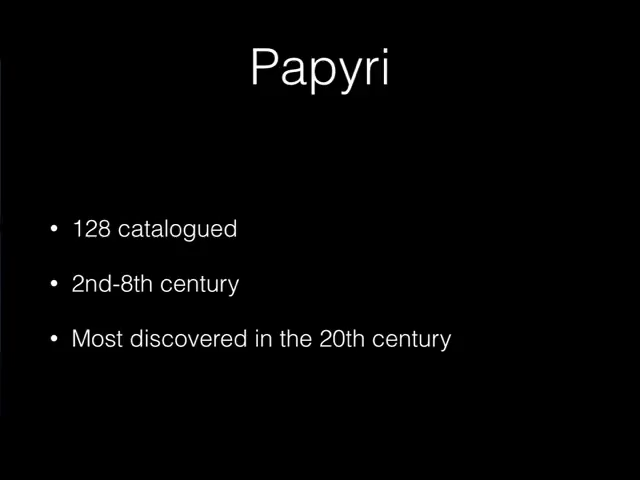 Papyri
• 128 catalogued
• 2nd-8th century
• Most discovered in the 20th century